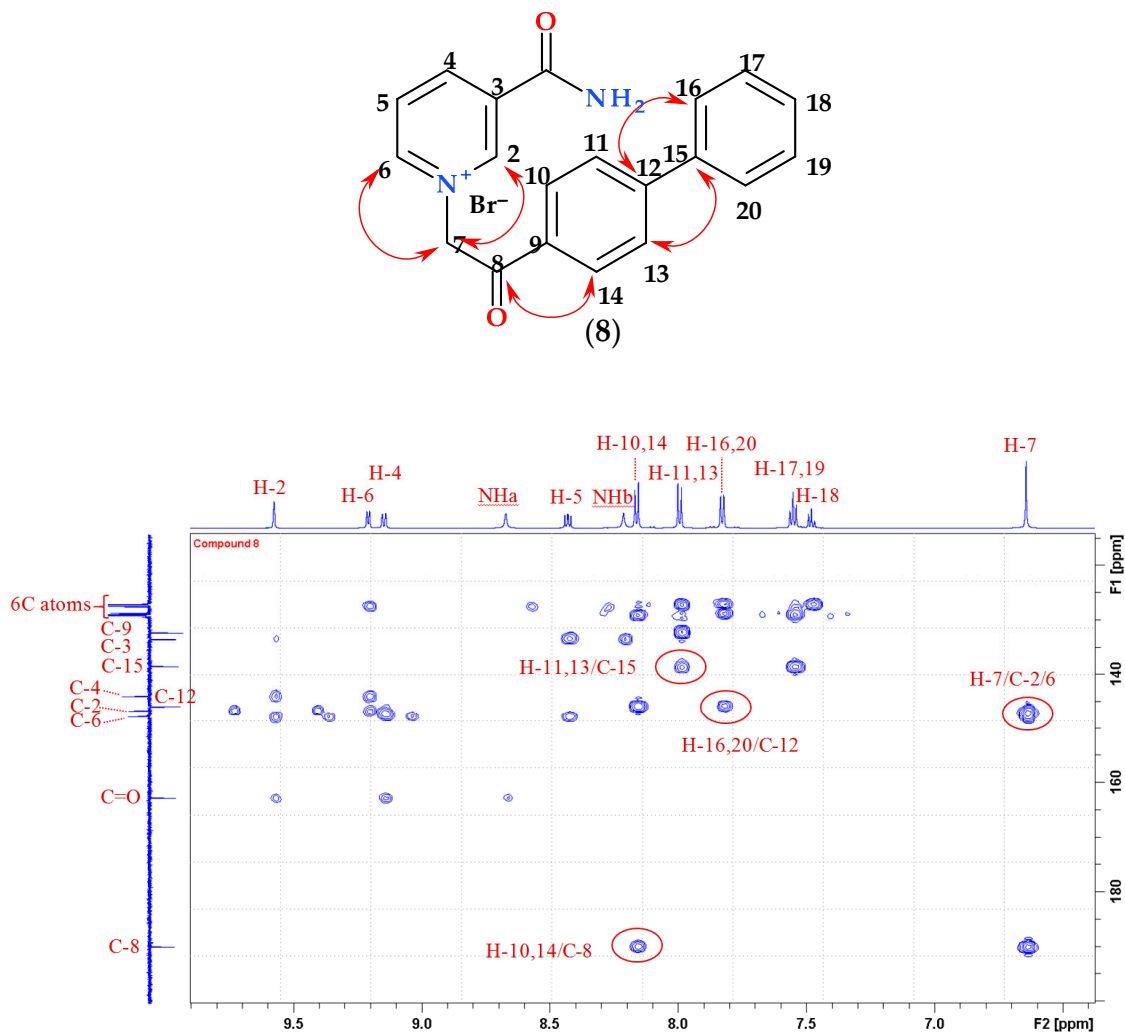 O
4
17
3
16
5
NH2
18
11
2
12
15
6
N+
10
19
Br−
20
7
9
13
8
14
O
(8)
H-10,14 H-16,20
H-7
H-11,13
H-17,19
H-4
H-2
H-6
NHa
H-5
NHb
H-18
Compound 8
F1 [ppm]
6C atoms
C-9
C-3
C-15
H-11,13/C-15
140
C-4
C-12
H-7/C-2/6
C-2
C-6
H-16,20/C-12
160
C=O
180
C-8
H-10,14/C-8
9.5 9.0 8.5 8.0 7.5 7.0 F2 [ppm]